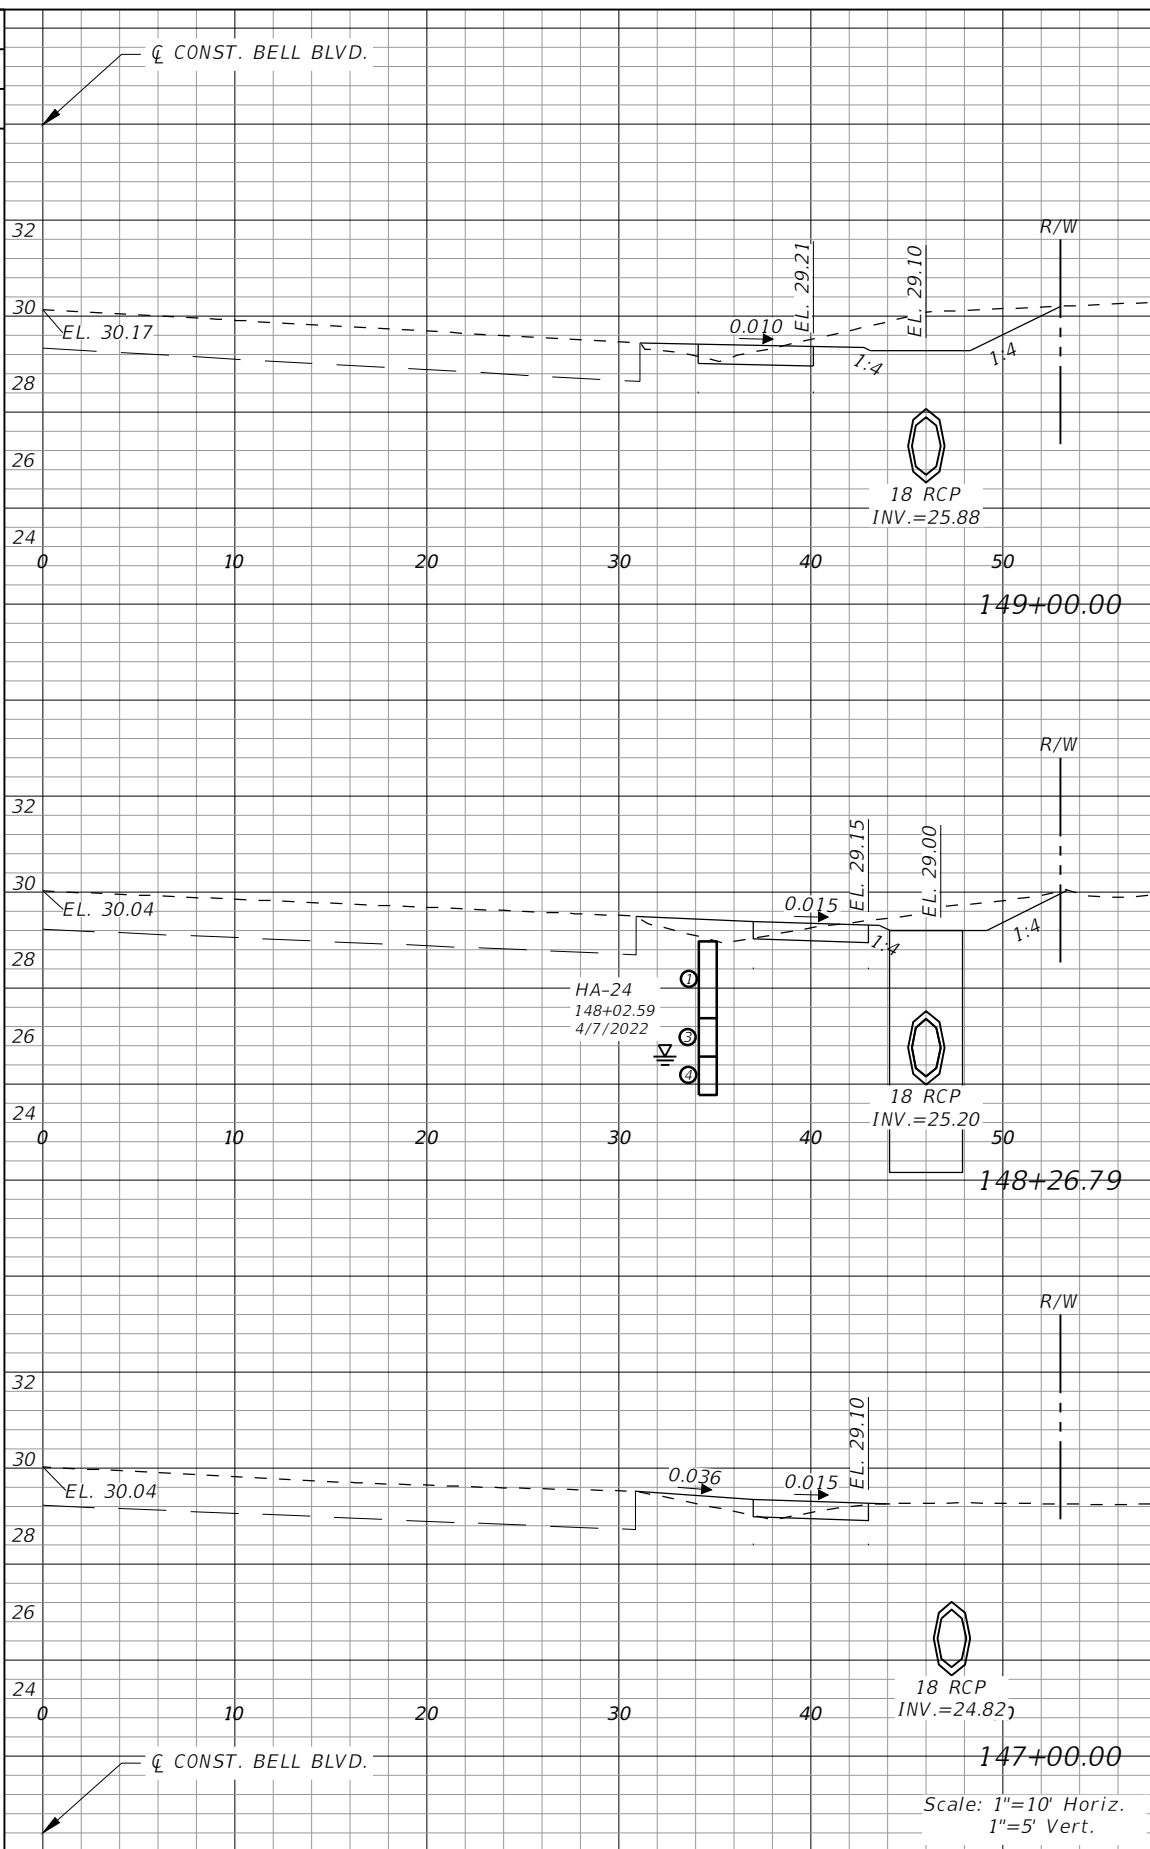 ℄ CONST. BELL BLVD.
R/W
32
EL. 29.21
EL. 29.10
30
EL. 30.17
0.010
1:4
1:4
28
26
18 RCP
INV.=25.88
24
0 10 20 30 40 50
149+00.00
R/W
32
EL. 29.15
EL. 29.00
30
EL. 30.04
0.015
1:4
1:4
28
HA-24
148+02.59
4/7/2022
1
3
4
26
18 RCP
INV.=25.20
24
0 10 20 30 40 50
148+26.79
R/W
32
EL. 29.10
30
EL. 30.04
0.036
0.015
28
26
24
18 RCP
INV.=24.82
0 10 20 30 40
147+00.00
℄ CONST. BELL BLVD.
Scale: 1"=10' Horiz.
1"=5' Vert.